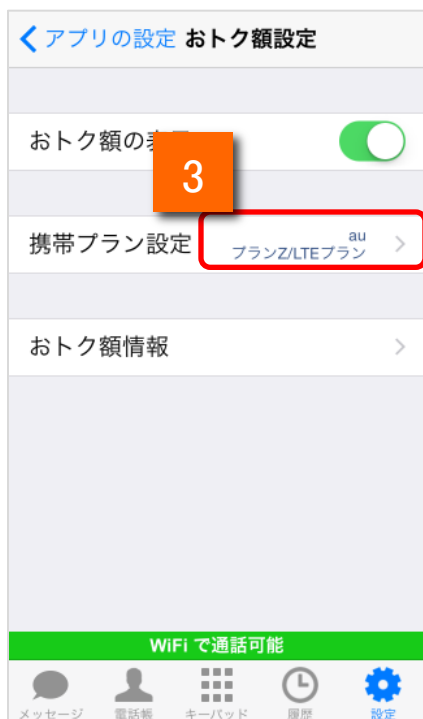 アプリの設定 おトク額設定
おトク額の表
3
携帯プラン設定
au
プランZ/LTEプラン
おトク額情報
WiFi で通話可能
メッセージ 電話帳 キーパッド 履歴 設定